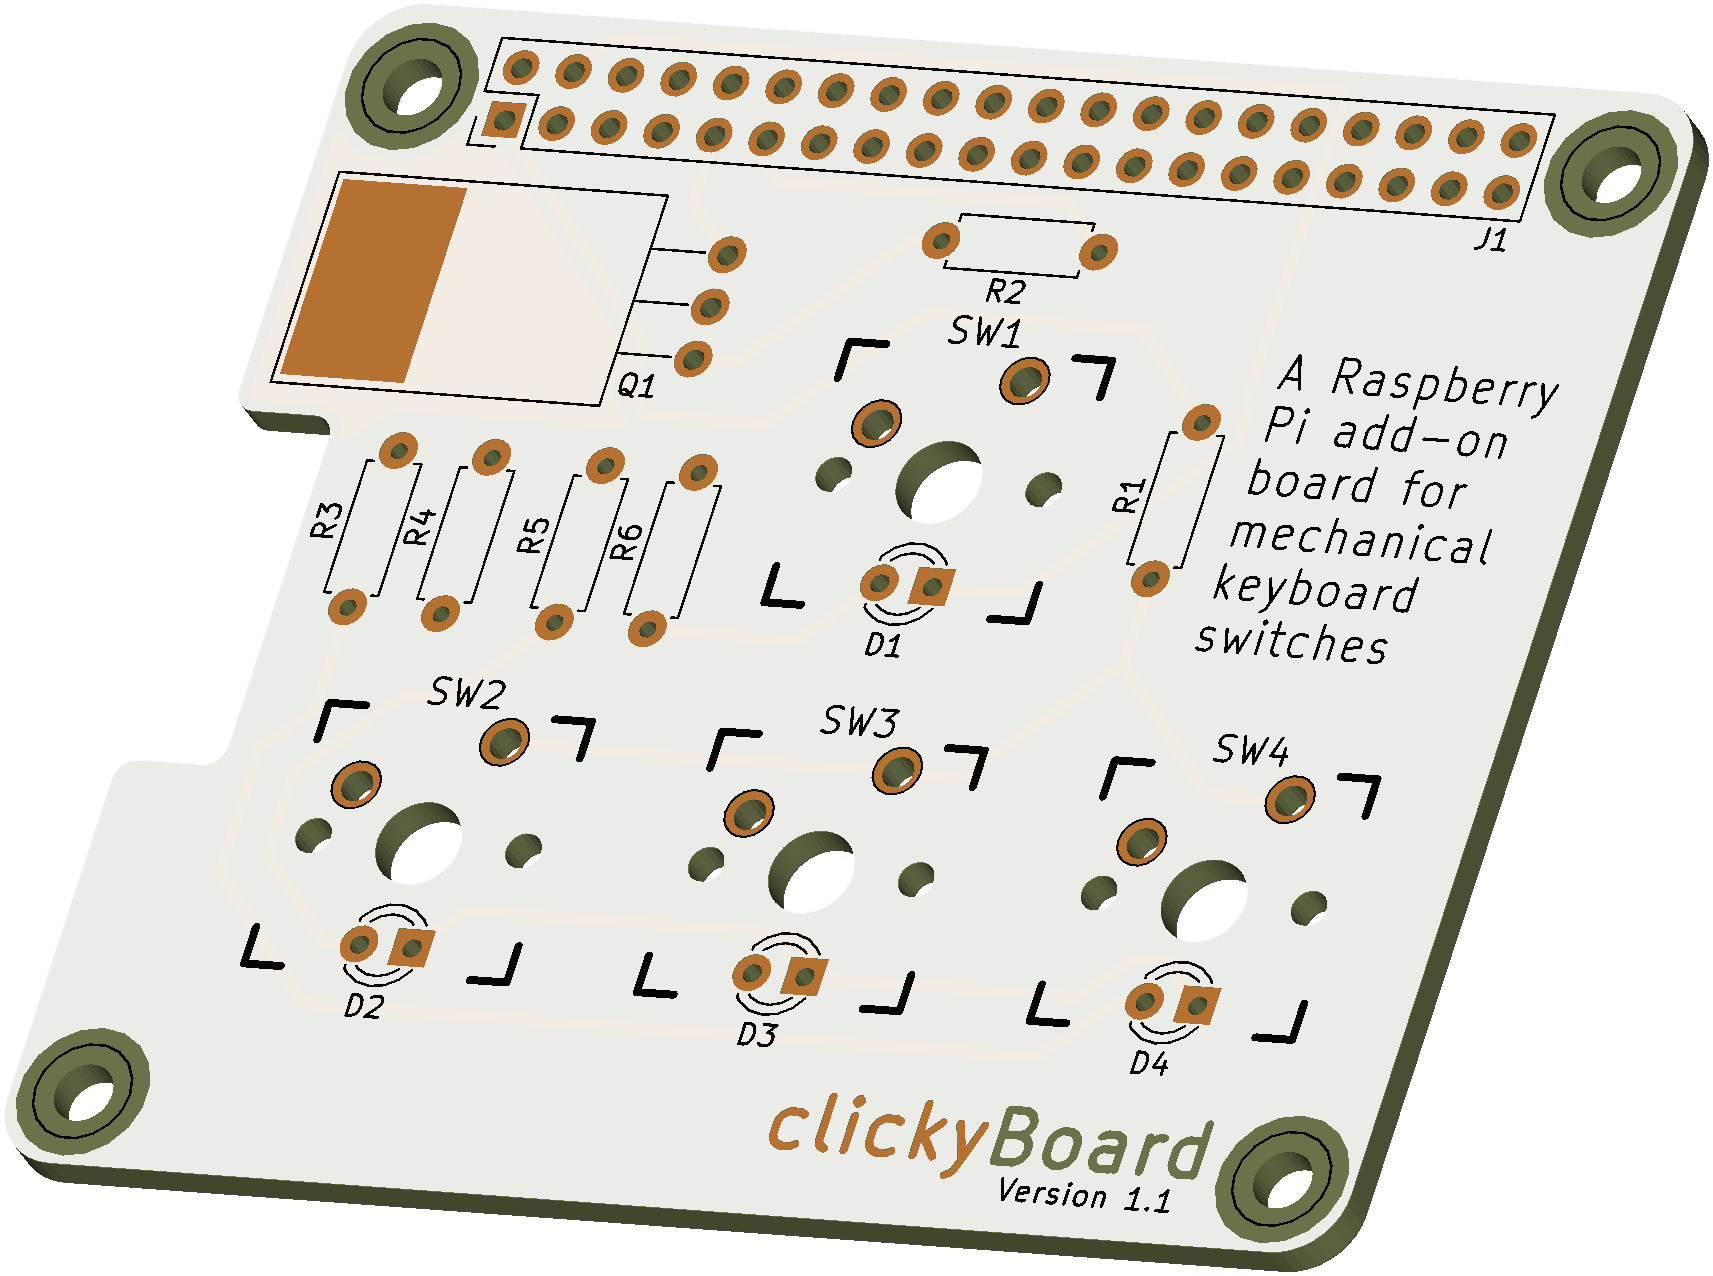 J1
R2
SW1
Q1
A Raspberry
Pi add-on
board for
mechanical
keyboard
switches
R3
R4
R5
R6
R1
D1
SW2
SW3
SW4
D2
D3
D4
clickyBoard
Version 1.1